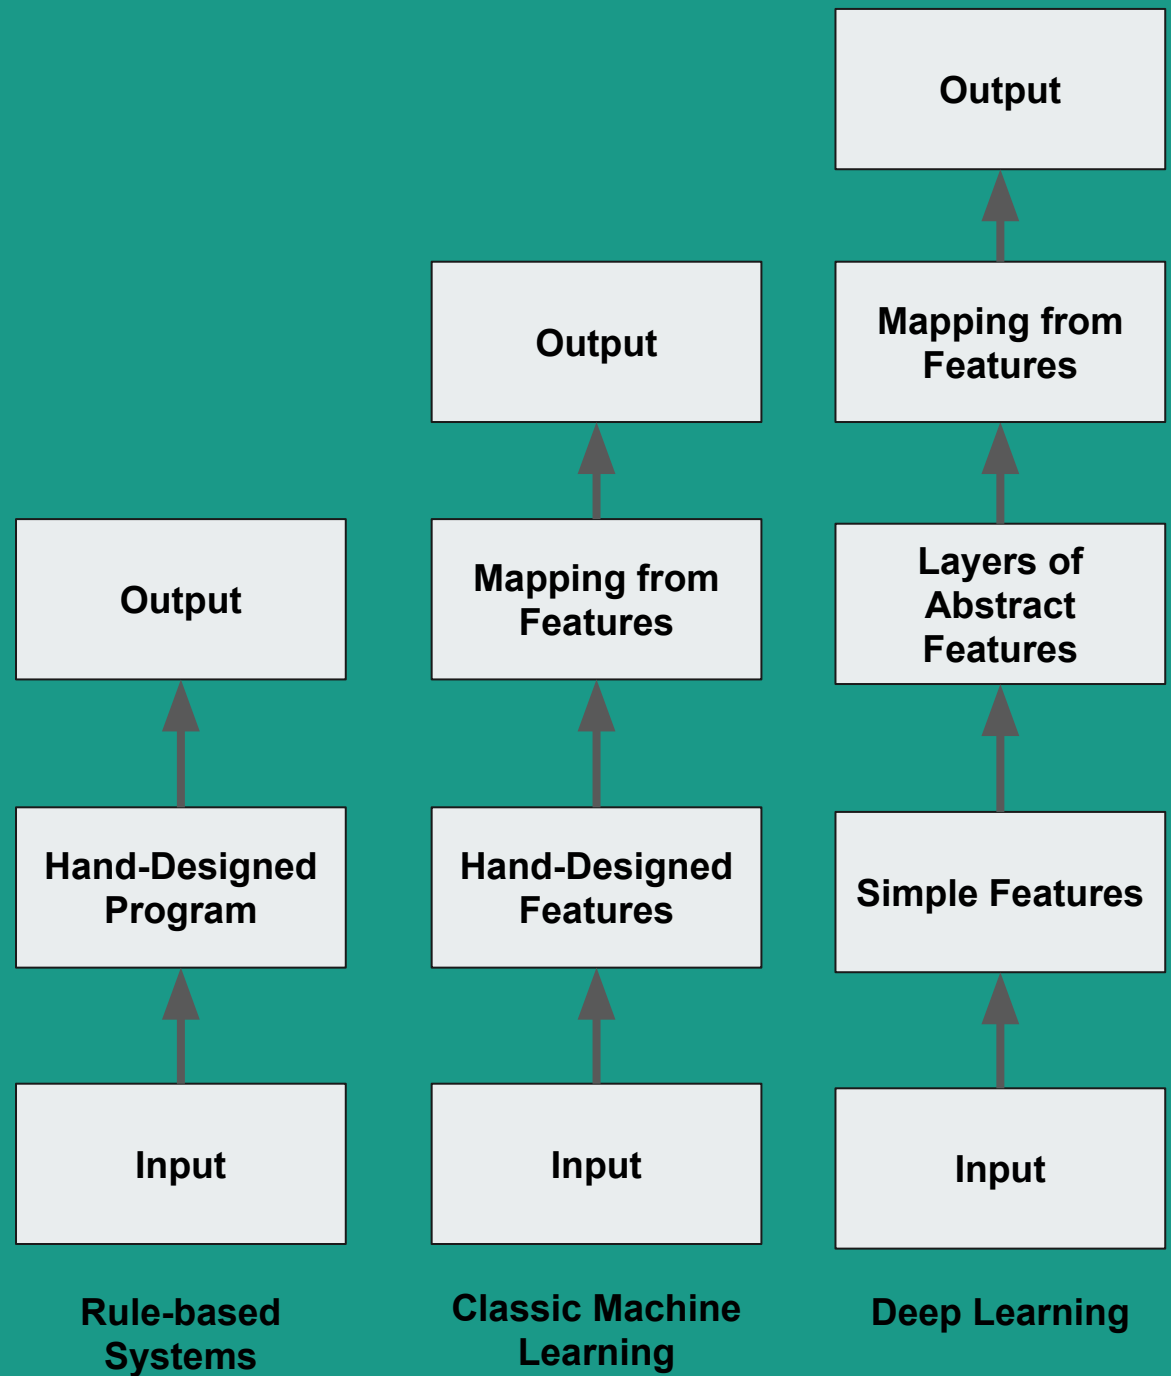 Output
Mapping from
Features
Layers of
Abstract
Features
Simple Features
Input
Deep Learning
Output
Mapping from
Features
Hand-Designed
Features
Input
Classic Machine
Learning
Output
Hand-Designed
Program
Input
Rule-based
Systems